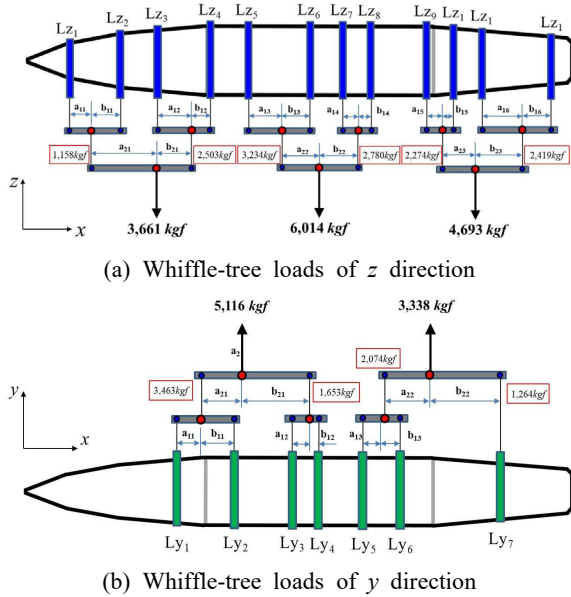 Lz1 Lz2 Lz3 Lz4 Lz5 Lz6 Lz7 Lz8 Lz9 Lz1 Lz1 Lz1
a11 b11 a12 b12 a13 b13 a14 b14 a15 b15 a16 b16
1,158kgf a21 b21 2,503kgf 3,234kgf a22 b22 2,780kgf 2,274kgf a23 b23 2,419kgf
z
x
3,661 kgf 6,014 kgf 4,693 kgf
(a) Whiffle-tree loads of z direction
5,116 kgf 3,338 kgf
a2
2,074kgf
3,463kgf a21 b21 1,653kgf a22 b22 1,264kgf
y
x
a11 b11 a12 b12 a13 b13
Ly1 Ly2 Ly3 Ly4 Ly5 Ly6 Ly7
(b) Whiffle-tree loads of y direction